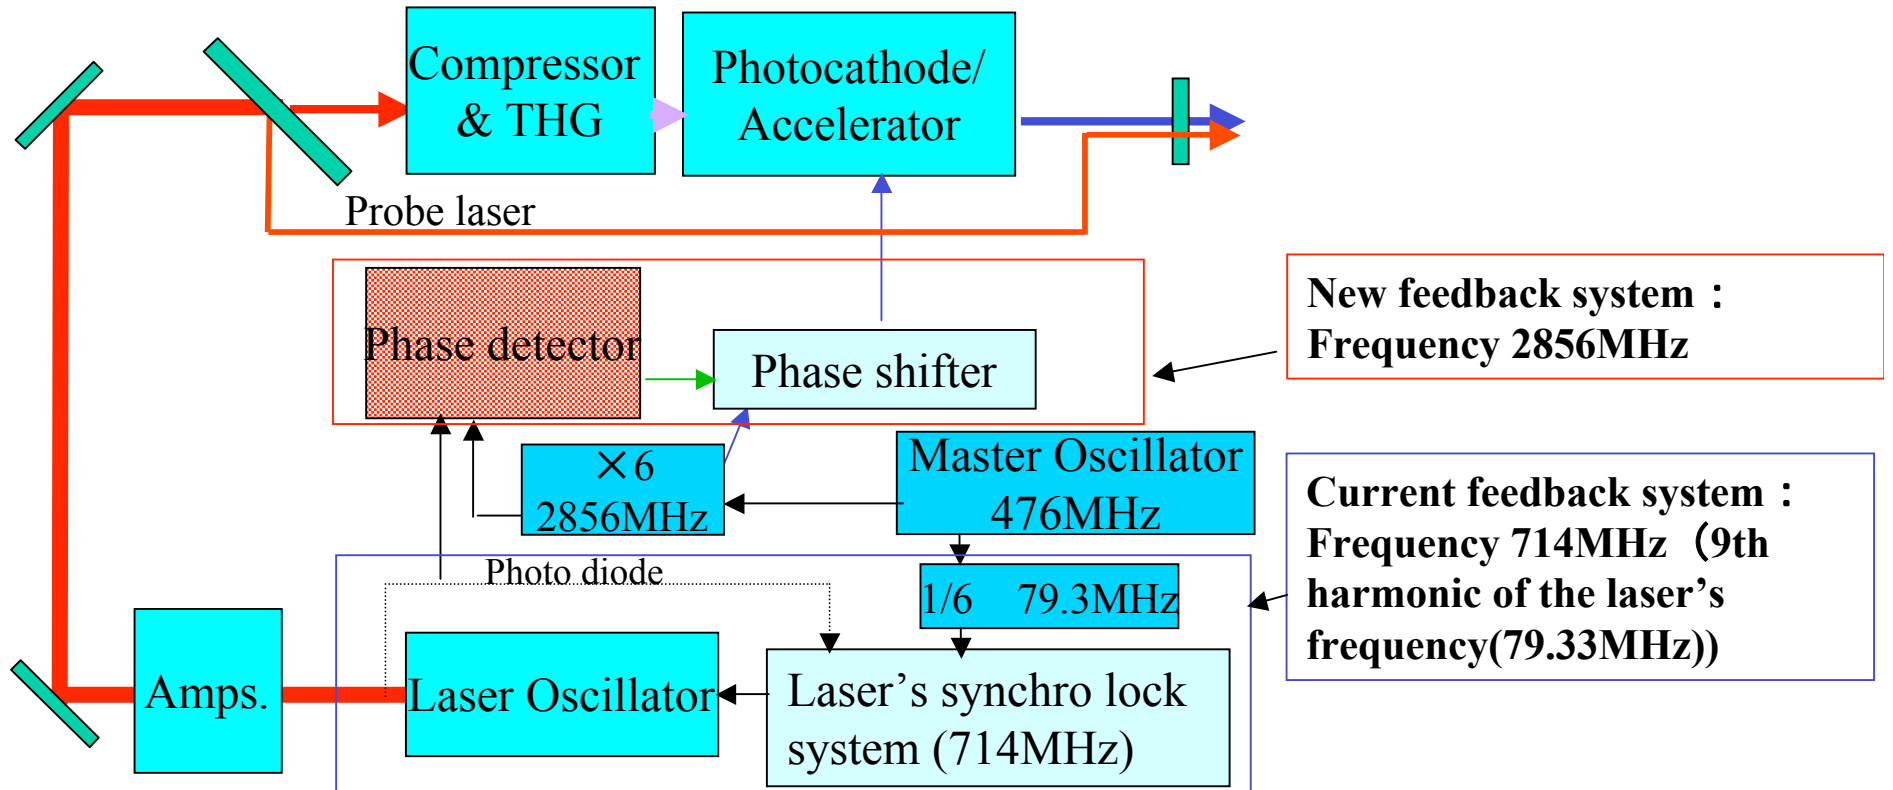 Compressor
& THG
Photocathode/
Accelerator
Probe laser
Phase detector
Phase shifter
New feedback system：
Frequency 2856MHz
×6
2856MHz
Master Oscillator
476MHz
Current feedback system：
Frequency 714MHz（9th
harmonic of the laser’s
frequency(79.33MHz))
Photo diode
1/6 79.3MHz
Amps.
Laser Oscillator
Laser’s synchro lock
system (714MHz)